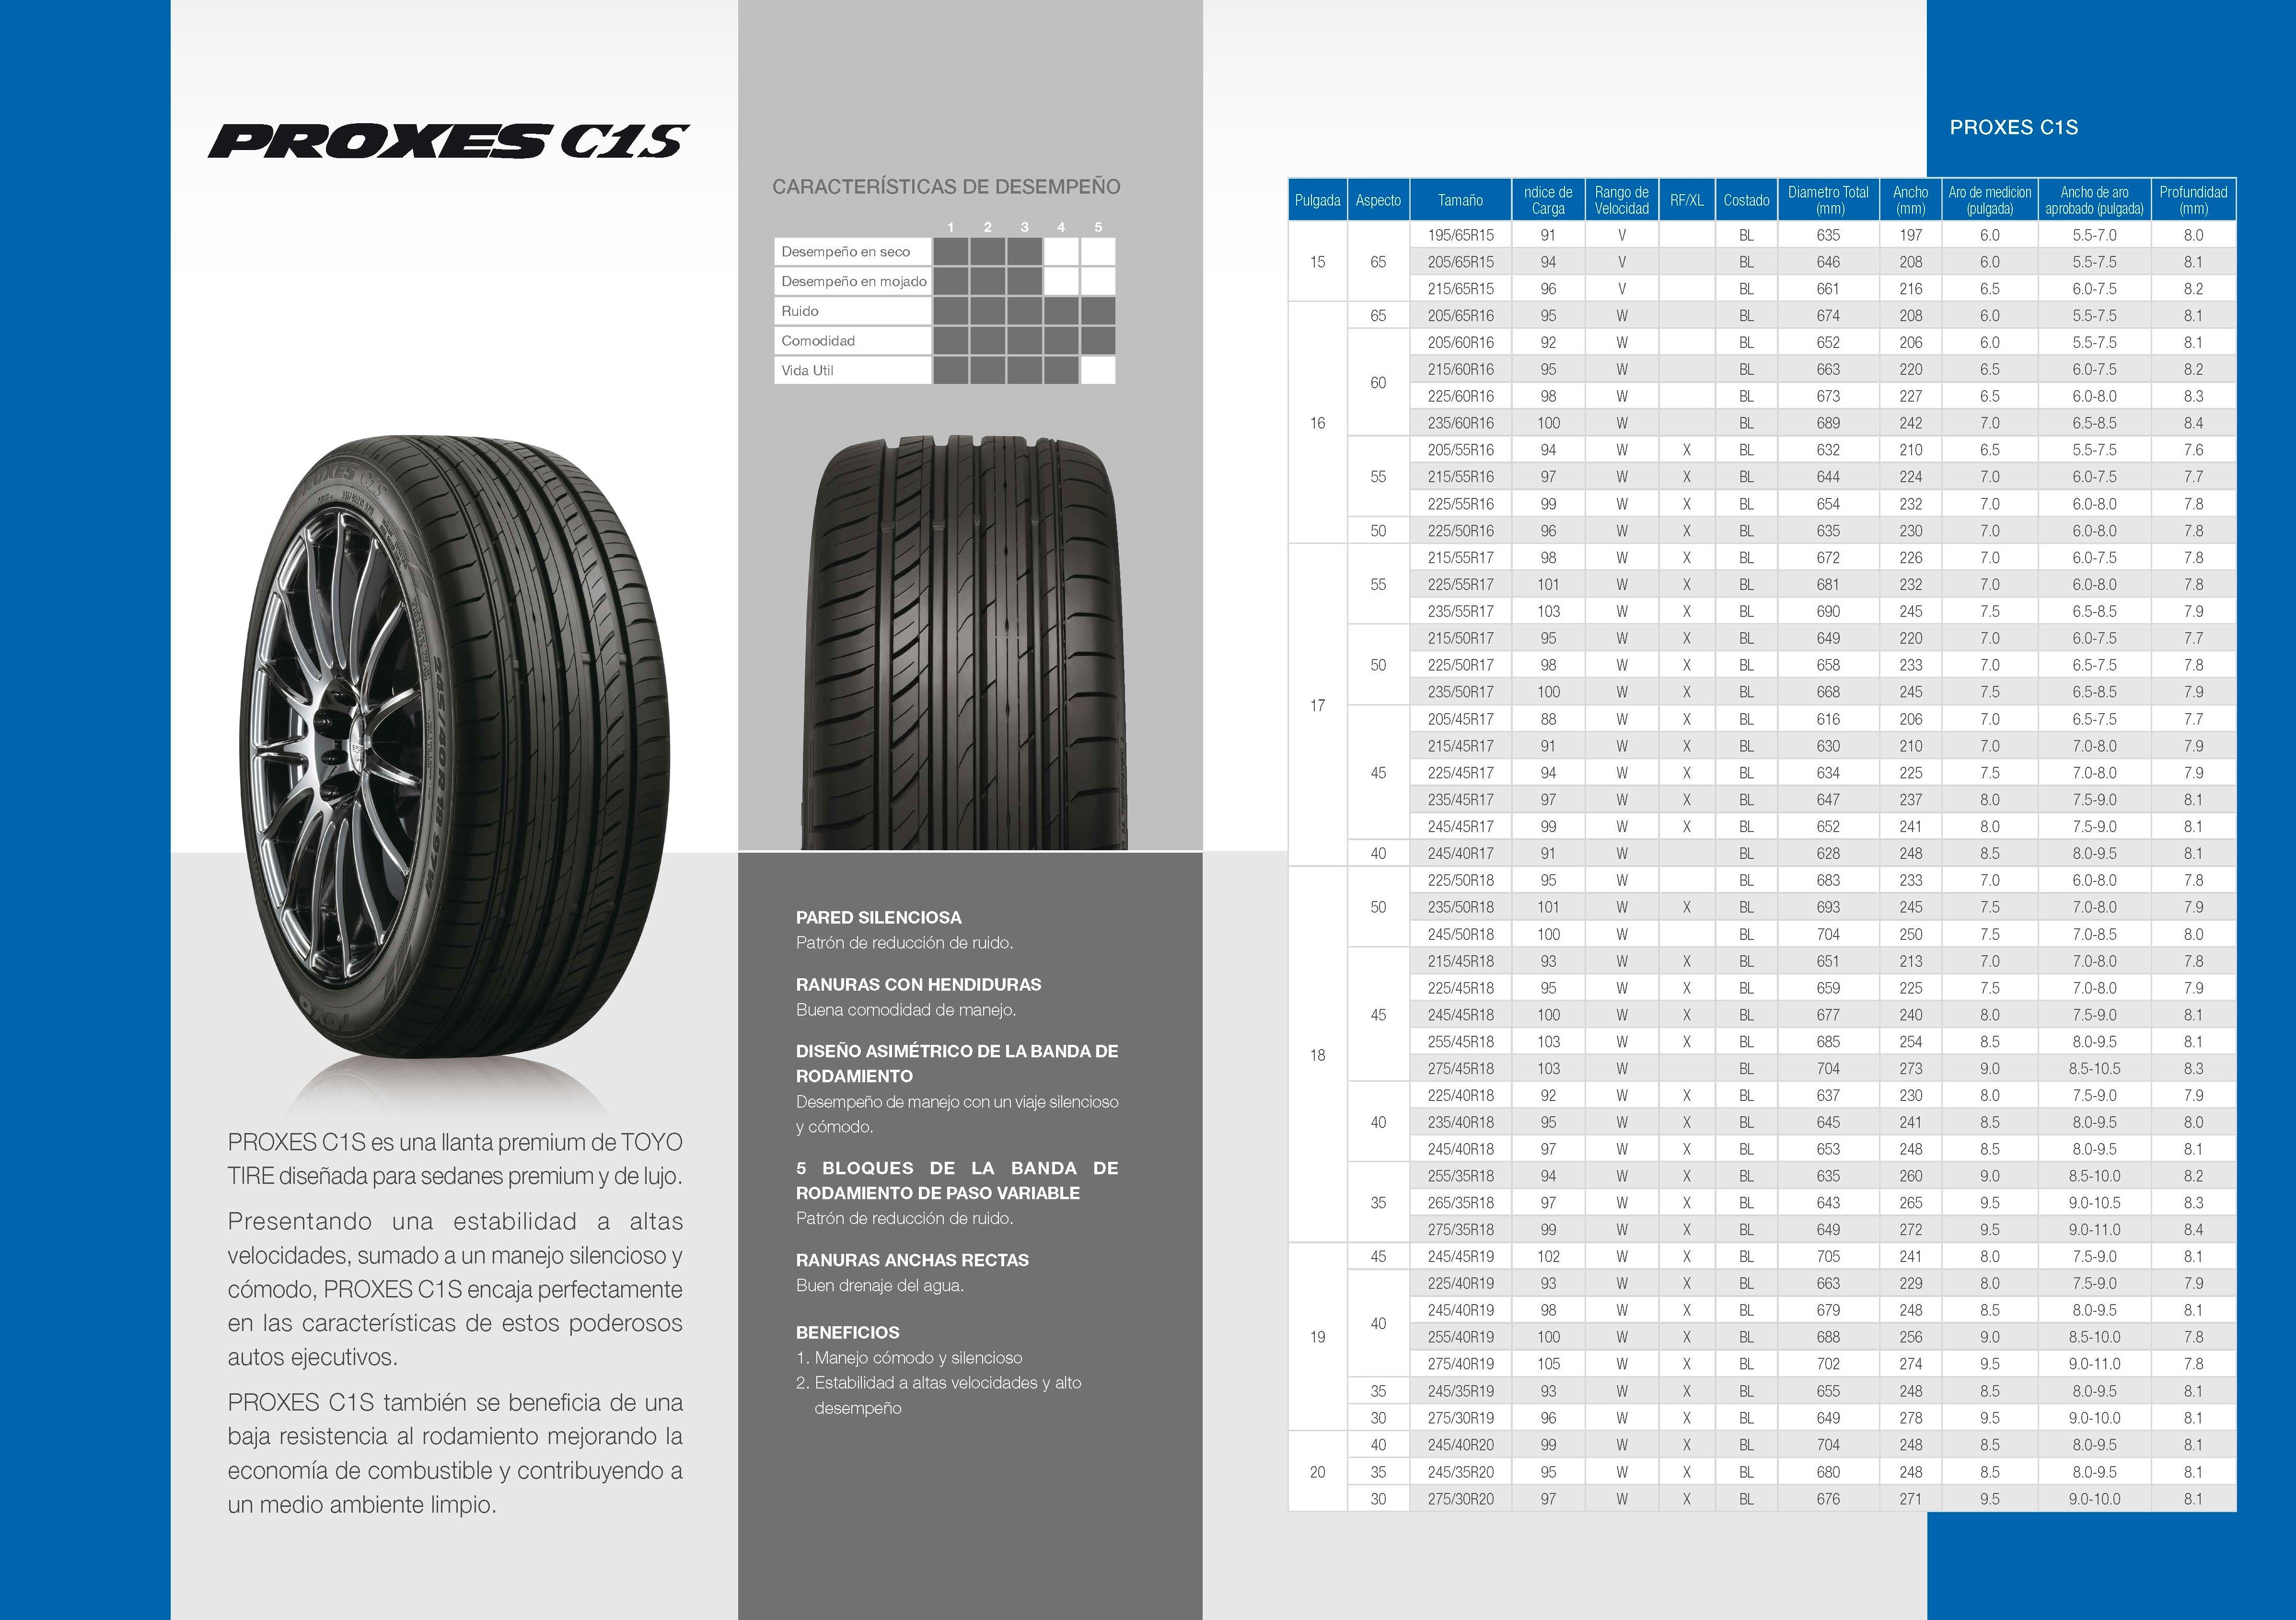 PROXES C1S
CARACTERÍSTICAS DE DESEMPEÑO
1 2 3 4 5
Desempeño en seco
Desempeño en mojado
Ruido
Comodidad
Vida Util
PROXES C1S
245/40 R 18 97W
TOYO
PROXES C1S es una llanta premium de TOYO
TIRE diseñada para sedanes premium y de lujo.
Presentando una estabilidad a altas
velocidades, sumado a un manejo silencioso y
cómodo, PROXES C1S encaja perfectamente
en las características de estos poderosos
autos ejecutivos.
PROXES C1S también se beneficia de una
baja resistencia al rodamiento mejorando la
economía de combustible y contribuyendo a
un medio ambiente limpio.
PARED SILENCIOSA
Patrón de reducción de ruido.
RANURAS CON HENDIDURAS
Buena comodidad de manejo.
DISEÑO ASIMÉTRICO DE LA BANDA DE
RODAMIENTO
Desempeño de manejo con un viaje silencioso
y cómodo.
5 BLOQUES DE LA BANDA DE
RODAMIENTO DE PASO VARIABLE
Patrón de reducción de ruido.
RANURAS ANCHAS RECTAS
Buen drenaje del agua.
BENEFICIOS
1. Manejo cómodo y silencioso
2. Estabilidad a altas velocidades y alto
desempeño
PROXES C1S
Pulgada Aspecto Tamaño ndice de Carga Rango de Velocidad RF/XL Costado Diametro Total (mm) Ancho (mm) Aro de medicion (pulgada) Ancho de aro aprobado (pulgada) Profundidad (mm)
15 65 195/65R15 91 V BL 635 197 6.0 5.5-7.0 8.0
205/65R15 94 V BL 646 208 6.0 5.5-7.5 8.1
215/65R15 96 V BL 661 216 6.5 6.0-7.5 8.2
16 65 205/65R16 95 W BL 674 208 6.0 5.5-7.5 8.1
60 205/60R16 92 W BL 652 206 6.0 5.5-7.5 8.1
215/60R16 95 W BL 663 220 6.5 6.0-7.5 8.2
225/60R16 98 W BL 673 227 6.5 6.0-8.0 8.3
235/60R16 100 W BL 689 242 7.0 6.5-8.5 8.4
55 205/55R16 94 W X BL 632 210 6.5 5.5-7.5 7.6
215/55R16 97 W X BL 644 224 7.0 6.0-7.5 7.7
225/55R16 99 W X BL 654 232 7.0 6.0-8.0 7.8
50 225/50R16 96 W X BL 635 230 7.0 6.0-8.0 7.8
17 55 215/55R17 98 W X BL 672 226 7.0 6.0-7.5 7.8
225/55R17 101 W X BL 681 232 7.0 6.0-8.0 7.8
235/55R17 103 W X BL 690 245 7.5 6.5-8.5 7.9
50 215/50R17 95 W X BL 649 220 7.0 6.0-7.5 7.7
225/50R17 98 W X BL 658 233 7.0 6.5-7.5 7.8
235/50R17 100 W X BL 668 245 7.5 6.5-8.5 7.9
45 205/45R17 88 W X BL 616 206 7.0 6.5-7.5 7.7
215/45R17 91 W X BL 630 210 7.0 7.0-8.0 7.9
225/45R17 94 W X BL 634 225 7.5 7.0-8.0 7.9
235/45R17 97 W X BL 647 237 8.0 7.5-9.0 8.1
245/45R17 99 W X BL 652 241 8.0 7.5-9.0 8.1
40 245/40R17 91 W BL 628 248 8.5 8.0-9.5 8.1
18 50 225/50R18 95 W BL 683 233 7.0 6.0-8.0 7.8
235/50R18 101 W X BL 693 245 7.5 7.0-8.0 7.9
245/50R18 100 W BL 704 250 7.5 7.0-8.5 8.0
45 215/45R18 93 W X BL 651 213 7.0 7.0-8.0 7.8
225/45R18 95 W X BL 659 225 7.5 7.0-8.0 7.9
245/45R18 100 W X BL 677 240 8.0 7.5-9.0 8.1
255/45R18 103 W X BL 685 254 8.5 8.0-9.5 8.1
275/45R18 103 W BL 704 273 9.0 8.5-10.5 8.3
40 225/40R18 92 W X BL 637 230 8.0 7.5-9.0 7.9
235/40R18 95 W X BL 645 241 8.5 8.0-9.5 8.0
245/40R18 97 W X BL 653 248 8.5 8.0-9.5 8.1
35 255/35R18 94 W X BL 635 260 9.0 8.5-10.0 8.2
265/35R18 97 W X BL 643 265 9.5 9.0-10.5 8.3
275/35R18 99 W X BL 649 272 9.5 9.0-11.0 8.4
19 45 245/45R19 102 W X BL 705 241 8.0 7.5-9.0 8.1
40 225/40R19 93 W X BL 663 229 8.0 7.5-9.0 7.9
245/40R19 98 W X BL 679 248 8.5 8.0-9.5 8.1
255/40R19 100 W X BL 688 256 9.0 8.5-10.0 7.8
275/40R19 105 W X BL 702 274 9.5 9.0-11.0 7.8
35 245/35R19 93 W X BL 655 248 8.5 8.0-9.5 8.1
30 275/30R19 96 W X BL 649 278 9.5 9.0-10.0 8.1
20 40 245/40R20 99 W X BL 704 248 8.5 8.0-9.5 8.1
35 245/35R20 95 W X BL 680 248 8.5 8.0-9.5 8.1
30 275/30R20 97 W X BL 676 271 9.5 9.0-10.0 8.1